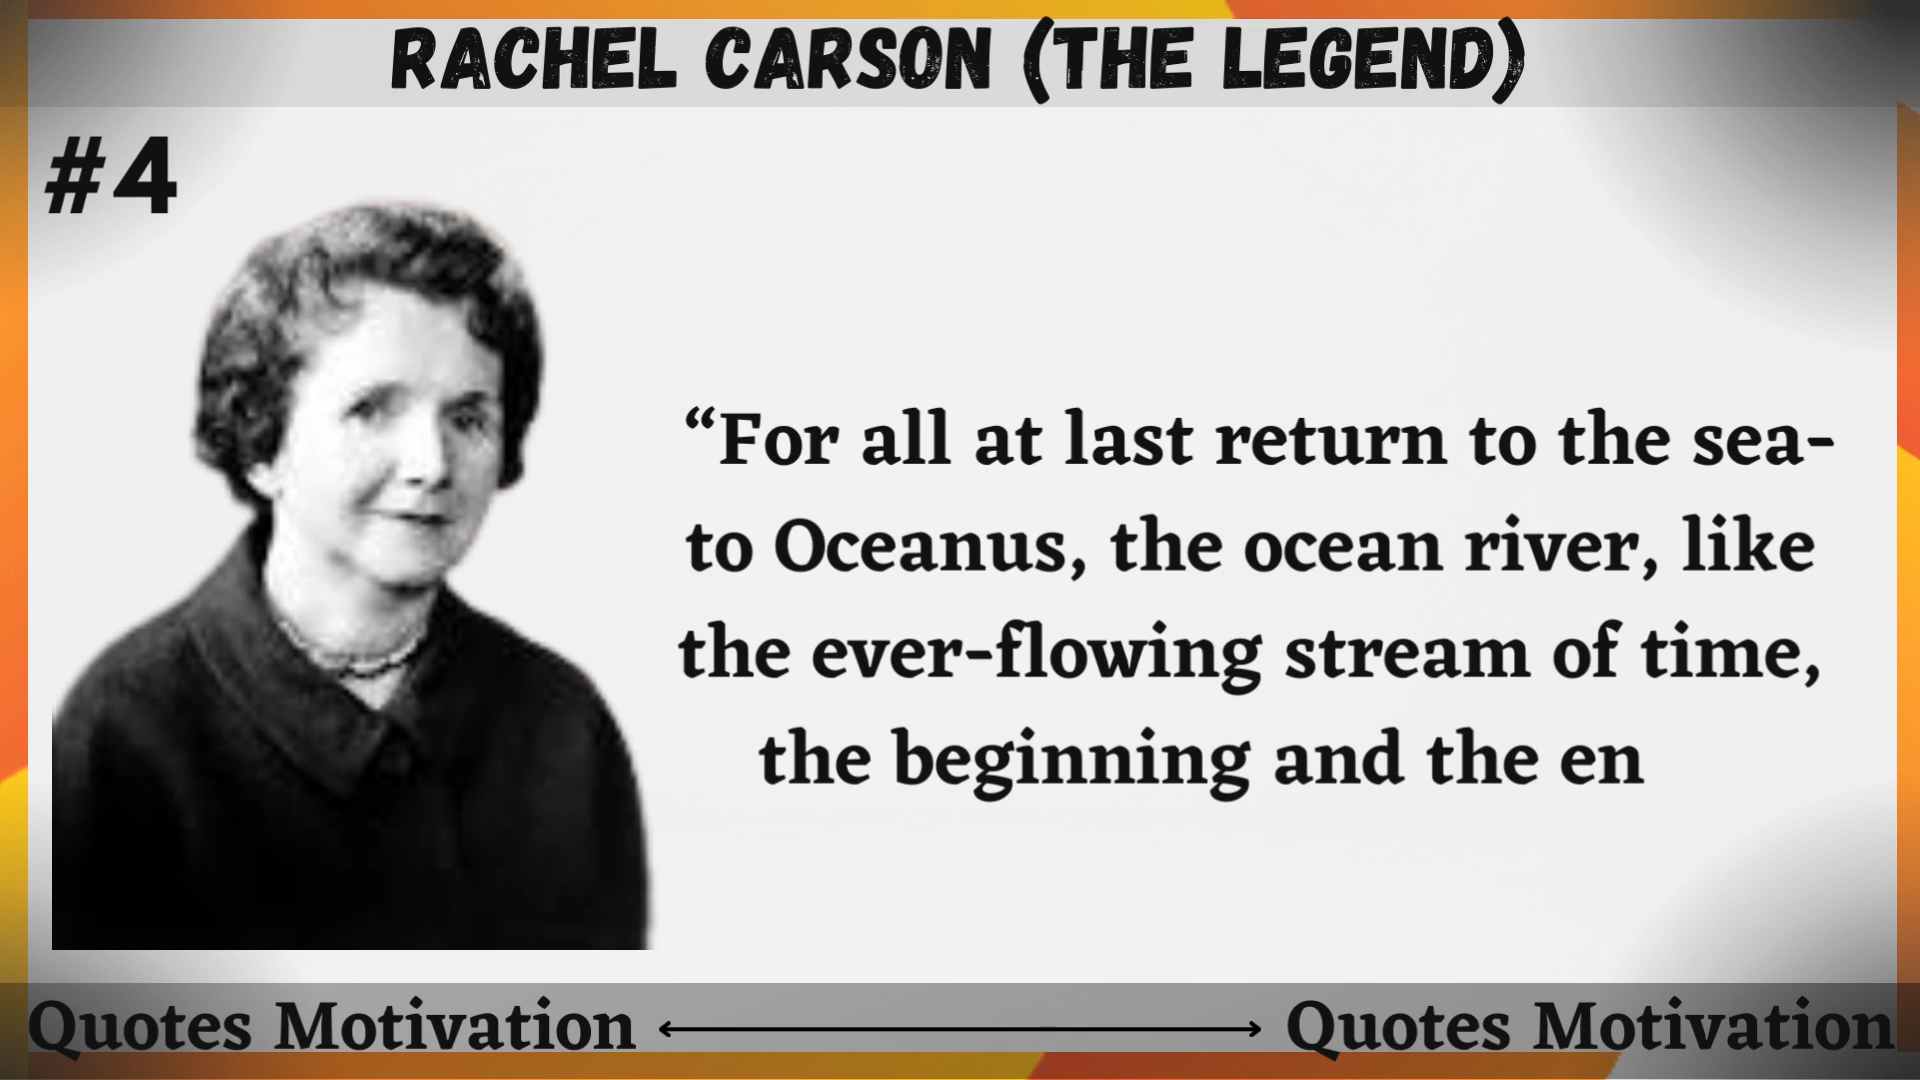 RACHEL CARSON (THE LEGEND)
#4
“For all at last return to the sea-
to Oceanus, the ocean river, like
the ever-flowing stream of time,
the beginning and the en
Quotes Motivation Quotes Motivation